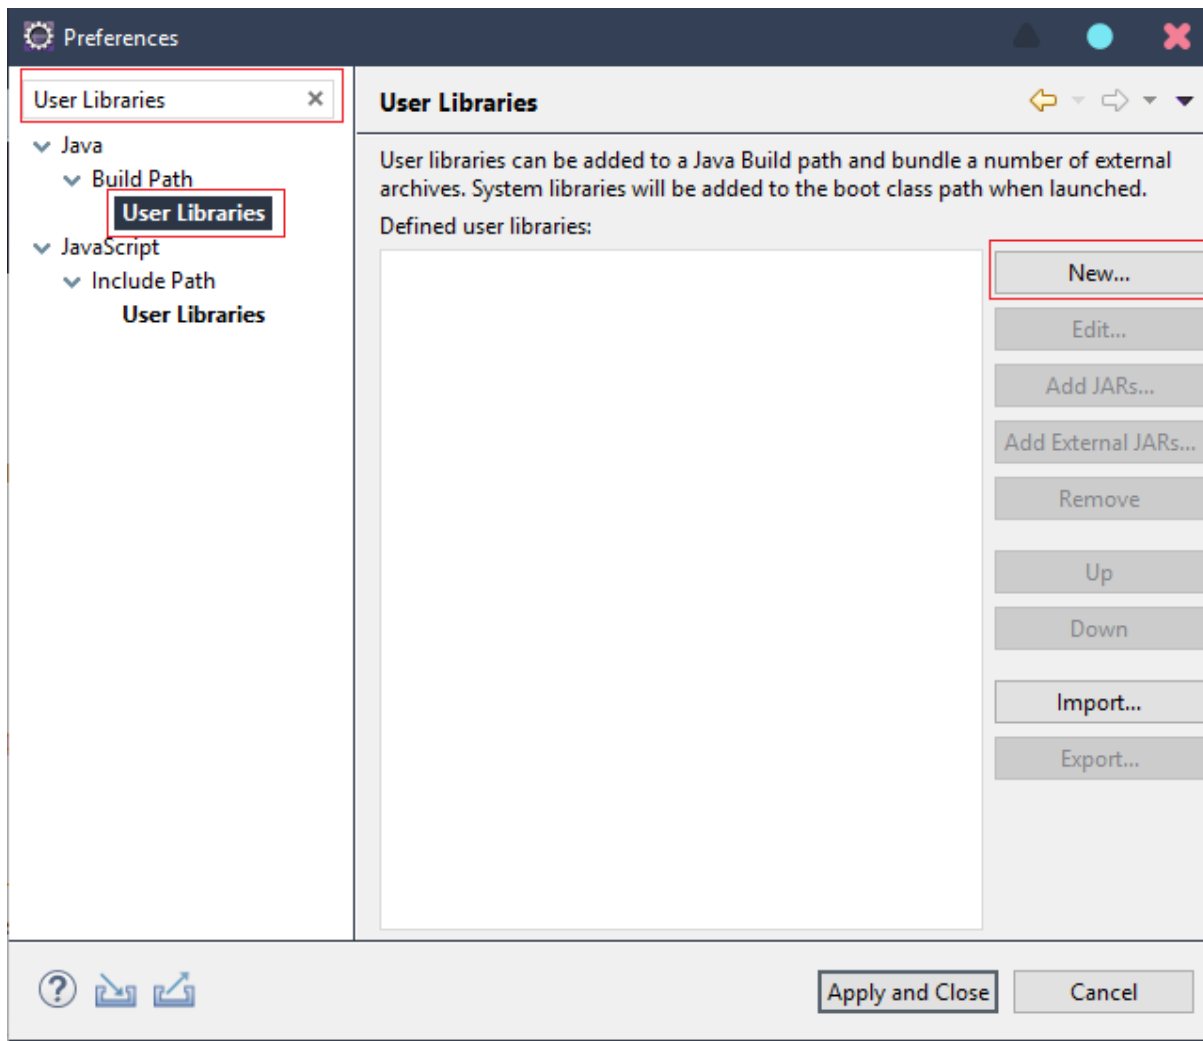 Preferences
User Libraries
Java
Build Path
User Libraries
JavaScript
Include Path
User Libraries
User Libraries
User libraries can be added to a Java Build path and bundle a number of external
archives. System libraries will be added to the boot class path when launched.
Defined user libraries:
New...
Edit...
Add JARs...
Add External JARs...
Remove
Up
Down
Import...
Export...
?
Apply and Close
Cancel